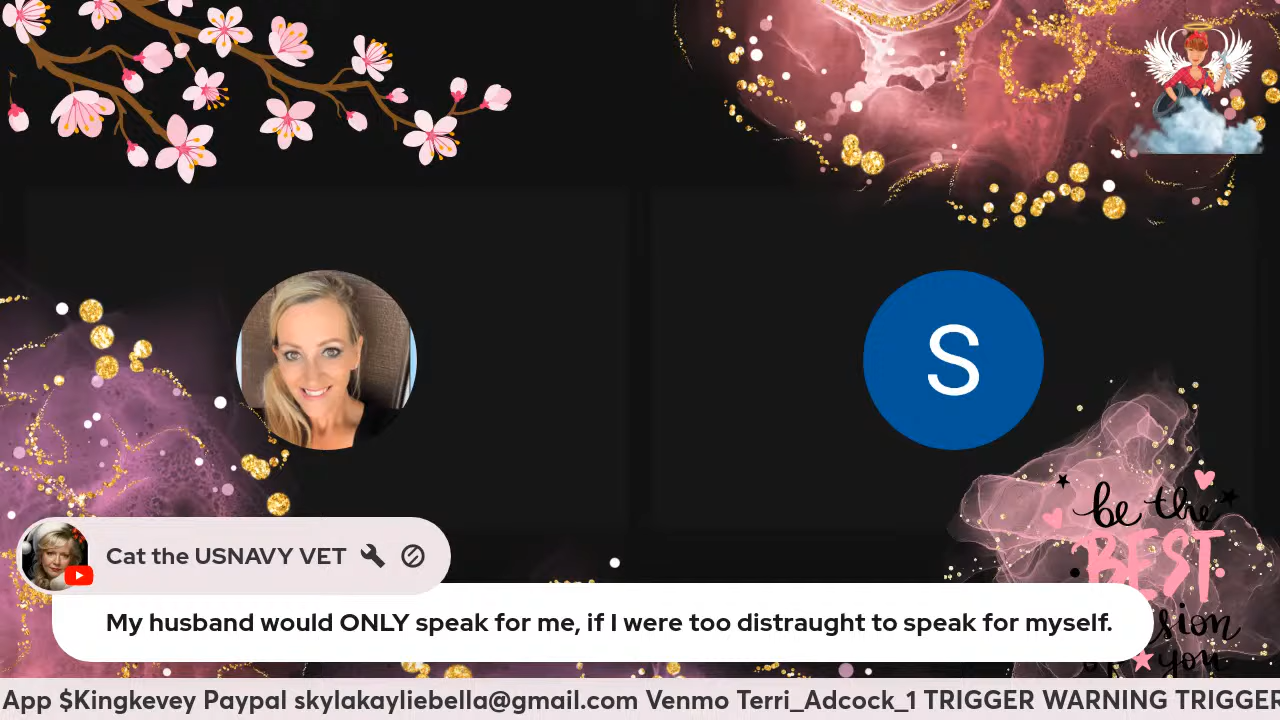 S
be the
BEST
Cat the USNAVY VET
My husband would ONLY speak for me, if I were too distraught to speak for myself.
you
App $Kingkevey Paypal skylakayliebella@gmail.com Venmo Terri_Adcock_1 TRIGGER WARNING TRIGGER